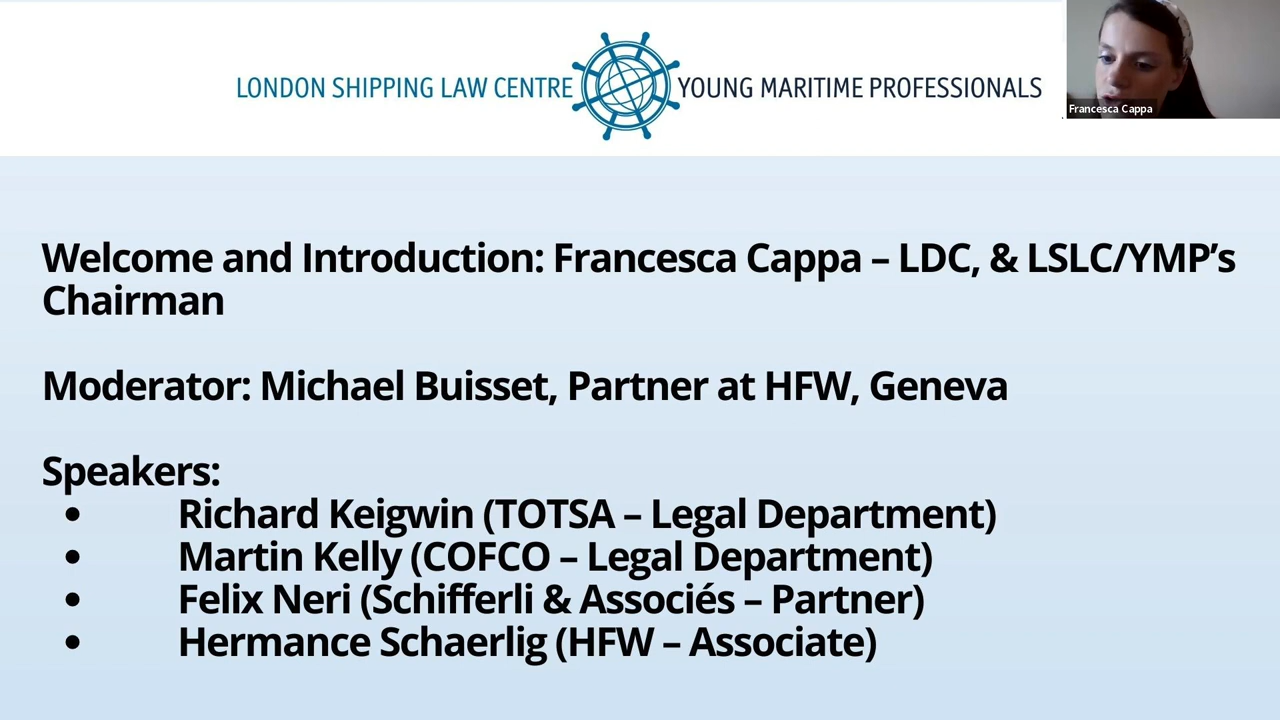 LONDON SHIPPING LAW CENTRE YOUNG MARITIME PROFESSIONALS
Francesca Cappa
Welcome and Introduction: Francesca Cappa – LDC, & LSLC/YMP’s
Chairman
Moderator: Michael Buisset, Partner at HFW, Geneva
Speakers:
• Richard Keigwin (TOTSA – Legal Department)
• Martin Kelly (COFCO – Legal Department)
• Felix Neri (Schifferli & Associés – Partner)
• Hermance Schaerlig (HFW – Associate)